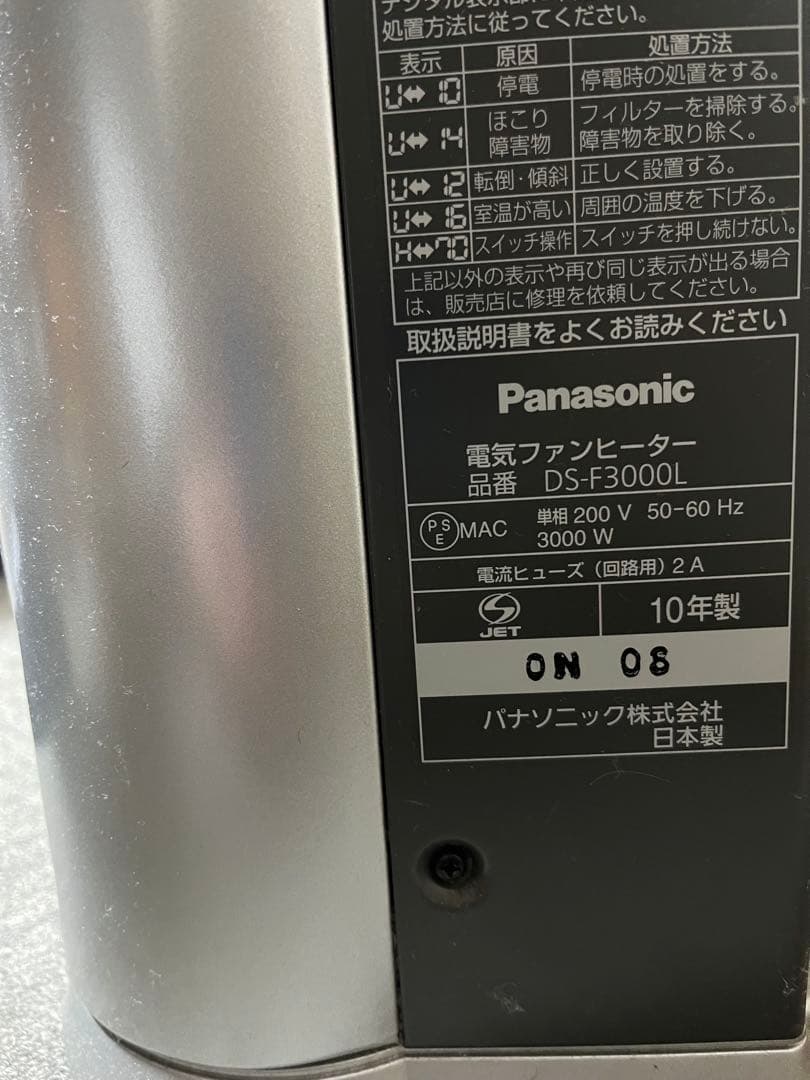 処置方法に従ってください。
表示 原因 処置方法
U⇔10 停電 停電時の処置をする。
U⇔14 ほこり 障害物 フィルターを掃除する。
障害物を取り除く。
U⇔12 転倒・傾斜 正しく設置する。
U⇔16 室温が高い 周囲の温度を下げる。
H⇔70 スイッチ操作 スイッチを押し続けない。
上記以外の表示や再び同じ表示が出る場合
は、販売店に修理を依頼してください。
取扱説明書をよくお読みください
Panasonic
電気ファンヒーター
品番 DS-F3000L
PSE MAC 単相 200 V 50-60 Hz
3000 W
電流ヒューズ（回路用）2 A
JET 10年製
ON 08
パナソニック株式会社
日本製